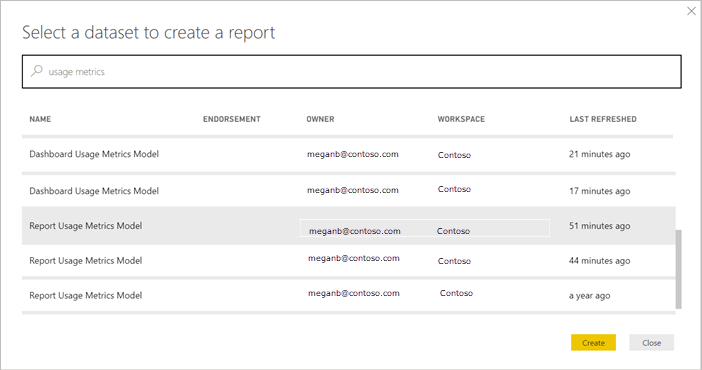 Select a dataset to create a report
usage metrics
NAME ENDORSEMENT OWNER WORKSPACE LAST REFRESHED
Dashboard Usage Metrics Model meganb@contoso.com Contoso 21 minutes ago
Dashboard Usage Metrics Model meganb@contoso.com Contoso 17 minutes ago
Report Usage Metrics Model meganb@contoso.com Contoso 51 minutes ago
Report Usage Metrics Model meganb@contoso.com Contoso 44 minutes ago
Report Usage Metrics Model meganb@contoso.com Contoso a year ago
Create Close